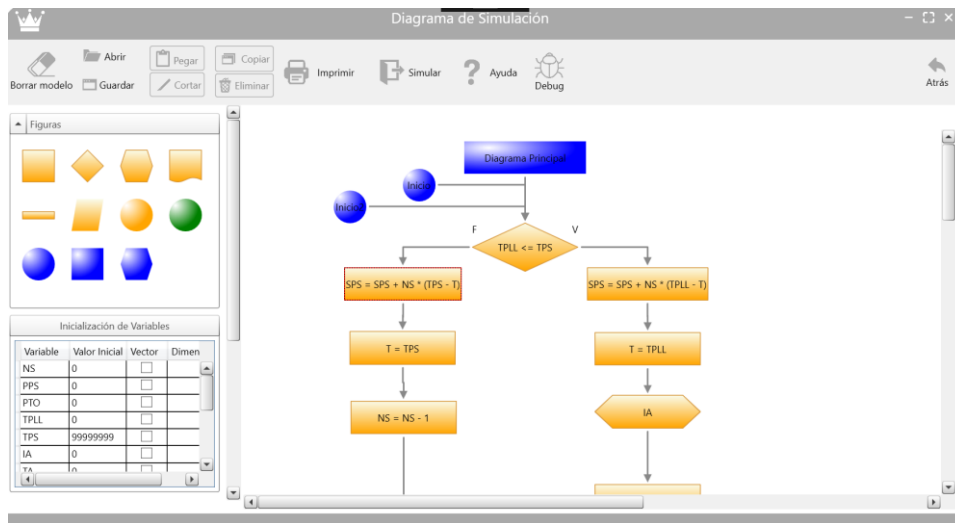 Diagrama de Simulación
Borrar modelo
Abrir
Guardar
Pegar
Cortar
Copiar
Eliminar
Imprimir
Simular
? Ayuda
Debug
Atrás
Figuras
Inicialización de Variables
Variable Valor Inicial Vector Dimen
NS 0
PPS 0
PTO 0
TPLL 0
TPS 99999999
IA 0
TA 0
Diagrama Principal
Inicio
Inicio2
F
V
TPLL <= TPS
SPS = SPS + NS * (TPS - T)
SPS = SPS + NS * (TPLL - T)
T = TPS
T = TPLL
NS = NS - 1
IA